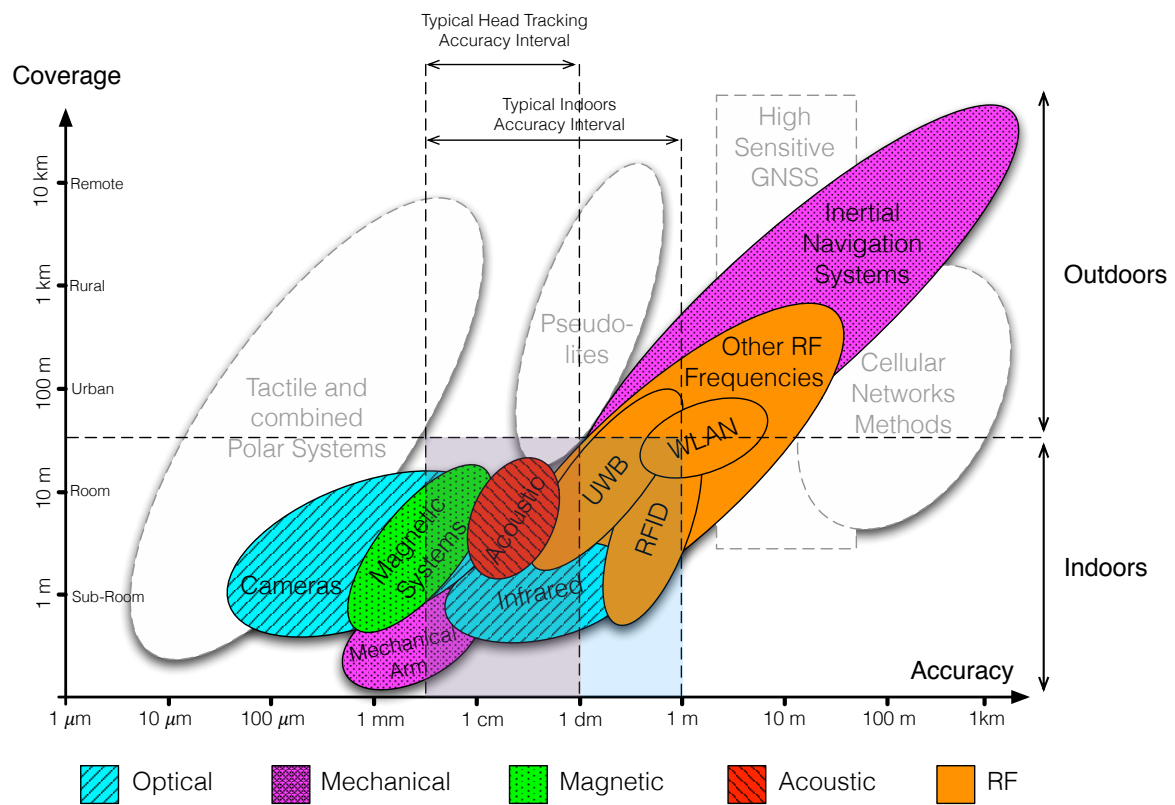 Typical Head Tracking
Accuracy Interval
Coverage
Typical Indoors
Accuracy Interval
High
Sensitive
GNSS
10 km
Remote
Inertial
Navigation
Systems
Outdoors
1 km
Rural
Pseudo-
lites
Other RF
Frequencies
Cellular
Networks
Methods
100 m
Urban
Tactile and
combined
Polar Systems
WLAN
UWB
10 m
Room
Acoustic
Magnetic
Systems
RFID
Cameras
Infrared
Indoors
1 m
Sub-Room
Mechanical
Arm
Accuracy
1 μm
10 μm
100 μm
1 mm
1 cm
1 dm
1 m
10 m
100 m
1km
Optical
Mechanical
Magnetic
Acoustic
RF